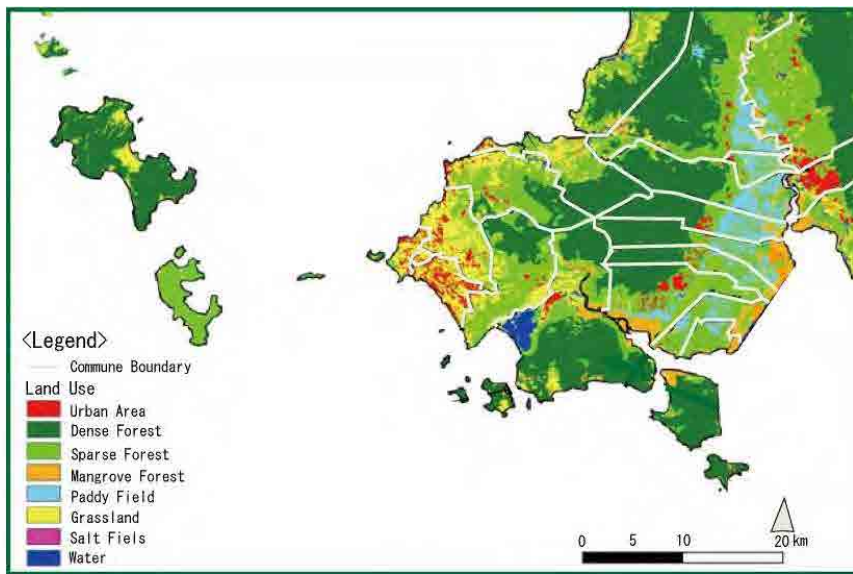 <Legend>
Commune Boundary
Land Use
Urban Area
Dense Forest
Sparse Forest
Mangrove Forest
Paddy Field
Grassland
Salt Fiels
Water
0 5 10 20 km